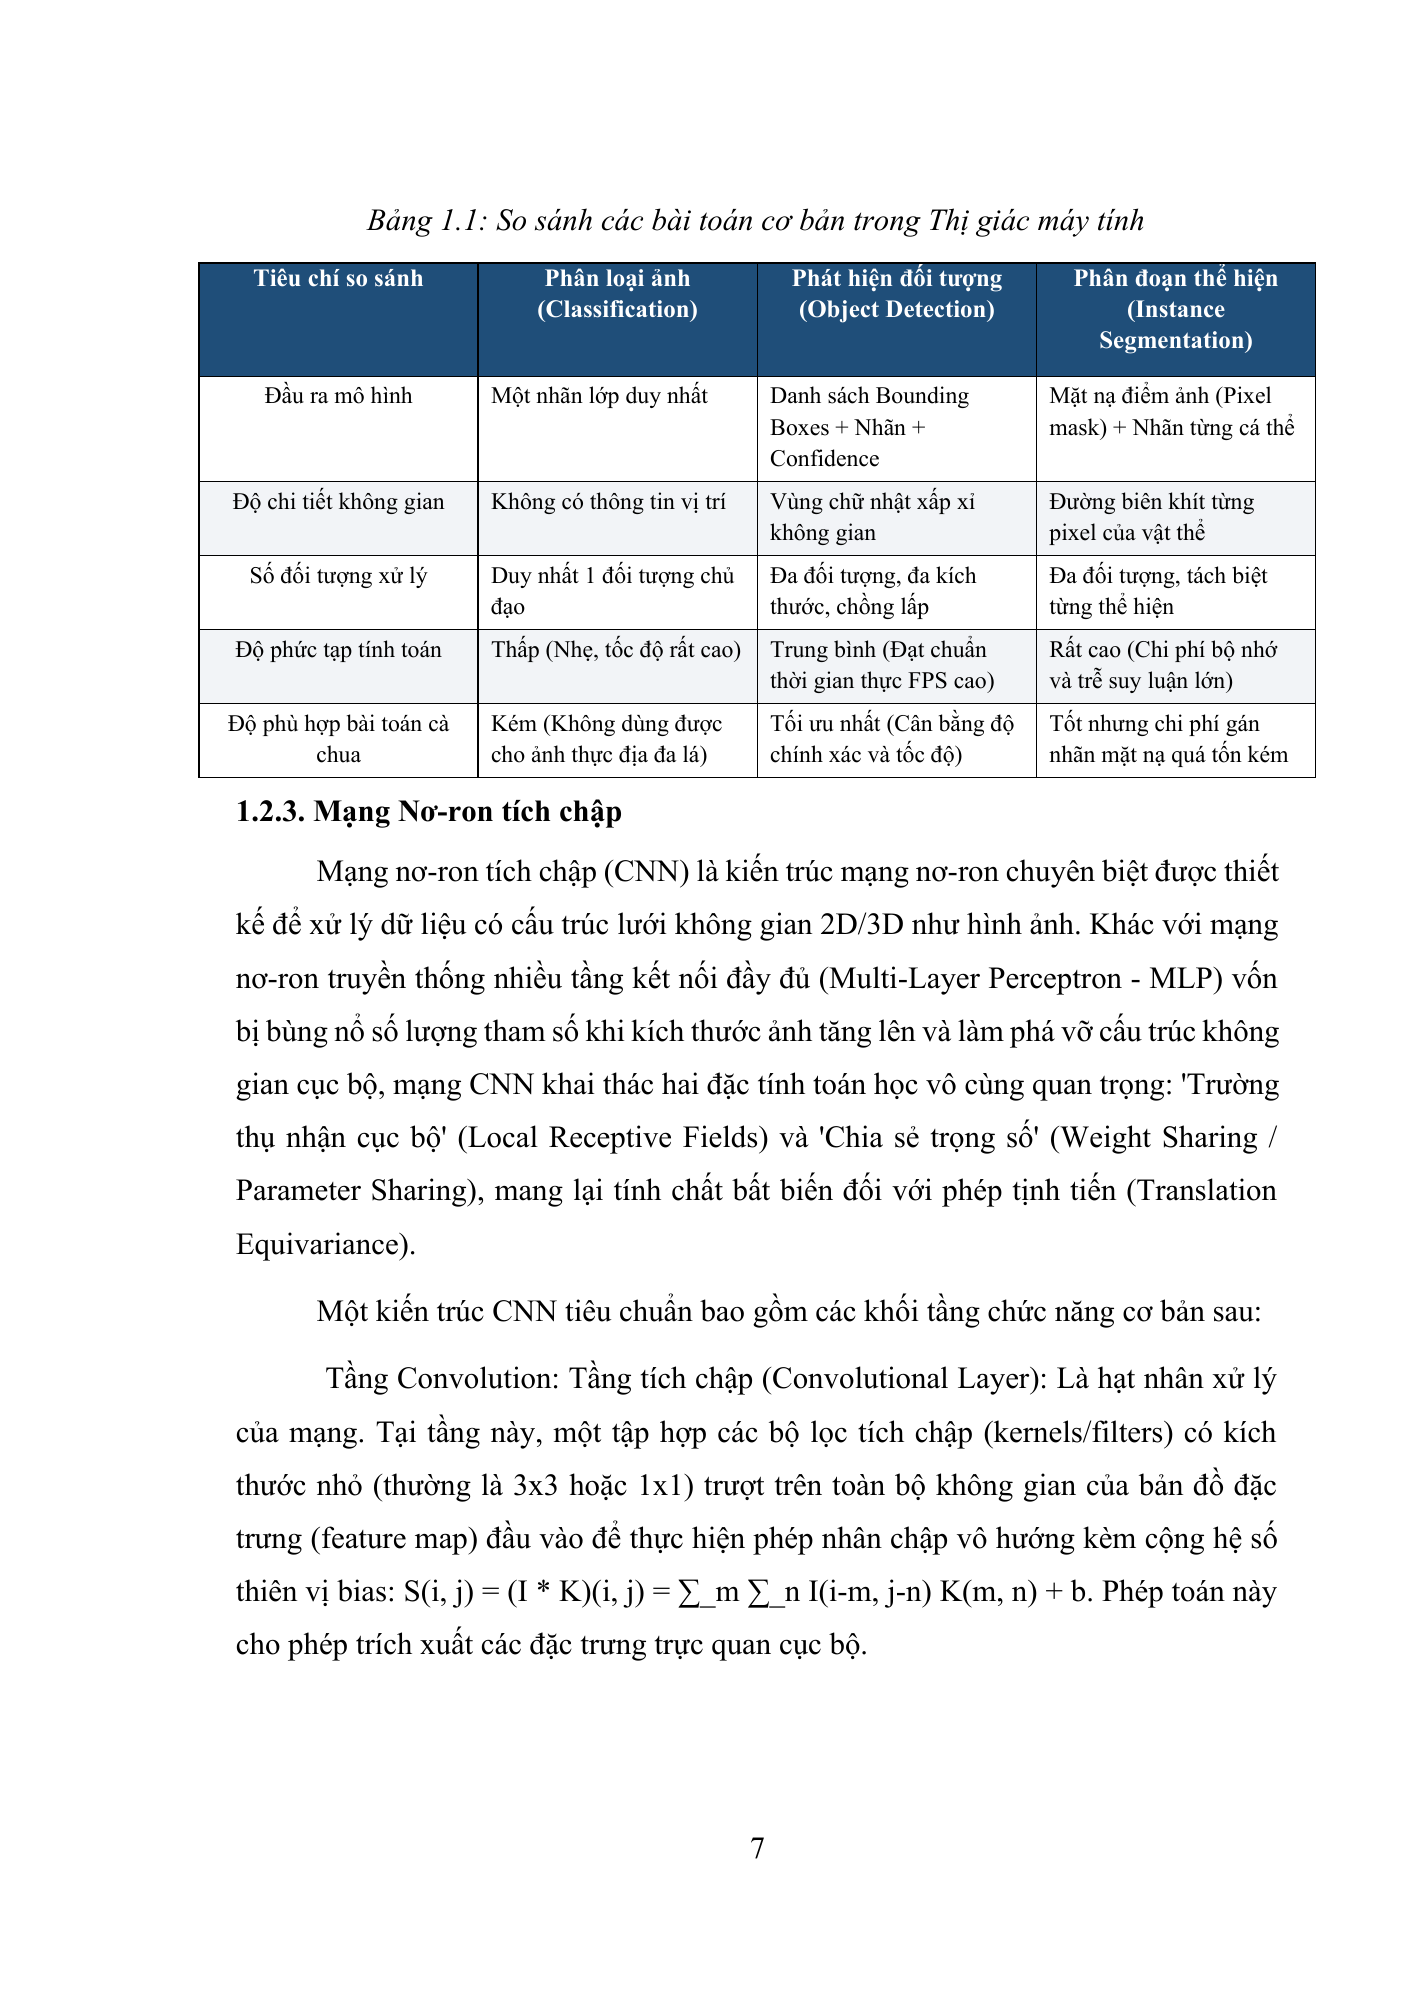 Bảng 1.1: So sánh các bài toán cơ bản trong Thị giác máy tính
Tiêu chí so sánh
Phân loại ảnh
(Classification)
Phát hiện đối tượng
(Object Detection)
Phân đoạn thể hiện
(Instance
Segmentation)
Đầu ra mô hình
Một nhãn lớp duy nhất
Danh sách Bounding
Boxes + Nhãn +
Confidence
Mặt nạ điểm ảnh (Pixel
mask) + Nhãn từng cá thể
Độ chi tiết không gian
Không có thông tin vị trí
Vùng chữ nhật xấp xỉ
không gian
Đường biên khít từng
pixel của vật thể
Số đối tượng xử lý
Duy nhất 1 đối tượng chủ
đạo
Đa đối tượng, đa kích
thước, chồng lấp
Đa đối tượng, tách biệt
từng thể hiện
Độ phức tạp tính toán
Thấp (Nhẹ, tốc độ rất cao)
Trung bình (Đạt chuẩn
thời gian thực FPS cao)
Rất cao (Chi phí bộ nhớ
và trễ suy luận lớn)
Độ phù hợp bài toán cà
chua
Kém (Không dùng được
cho ảnh thực địa đa lá)
Tối ưu nhất (Cân bằng độ
chính xác và tốc độ)
Tốt nhưng chi phí gán
nhãn mặt nạ quá tốn kém
1.2.3. Mạng Nơ-ron tích chập
Mạng nơ-ron tích chập (CNN) là kiến trúc mạng nơ-ron chuyên biệt được thiết
kế để xử lý dữ liệu có cấu trúc lưới không gian 2D/3D như hình ảnh. Khác với mạng
nơ-ron truyền thống nhiều tầng kết nối đầy đủ (Multi-Layer Perceptron - MLP) vốn
bị bùng nổ số lượng tham số khi kích thước ảnh tăng lên và làm phá vỡ cấu trúc không
gian cục bộ, mạng CNN khai thác hai đặc tính toán học vô cùng quan trọng: 'Trường
thụ nhận cục bộ' (Local Receptive Fields) và 'Chia sẻ trọng số' (Weight Sharing /
Parameter Sharing), mang lại tính chất bất biến đối với phép tịnh tiến (Translation
Equivariance).
Một kiến trúc CNN tiêu chuẩn bao gồm các khối tầng chức năng cơ bản sau:
Tầng Convolution: Tầng tích chập (Convolutional Layer): Là hạt nhân xử lý
của mạng. Tại tầng này, một tập hợp các bộ lọc tích chập (kernels/filters) có kích
thước nhỏ (thường là 3x3 hoặc 1x1) trượt trên toàn bộ không gian của bản đồ đặc
trưng (feature map) đầu vào để thực hiện phép nhân chập vô hướng kèm cộng hệ số
thiên vị bias: S(i, j) = (I * K)(i, j) = ∑_m ∑_n I(i-m, j-n) K(m, n) + b. Phép toán này
cho phép trích xuất các đặc trưng trực quan cục bộ.
7